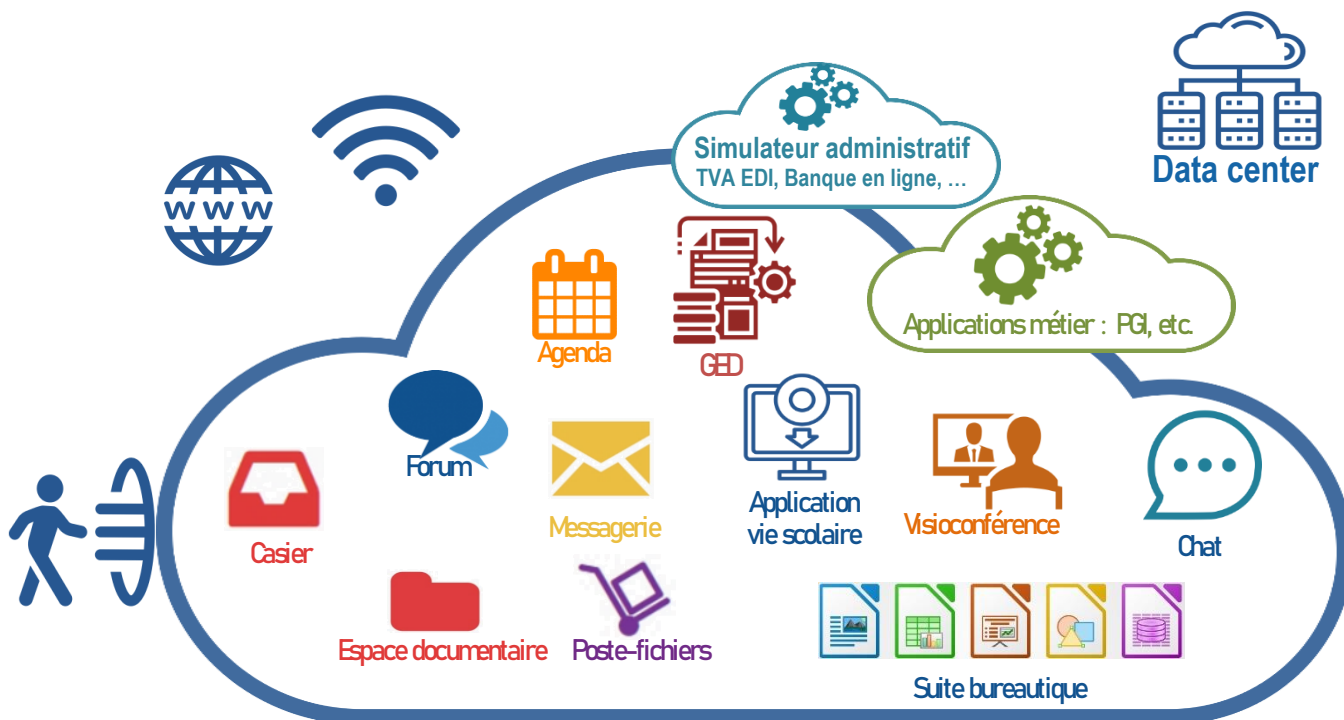 Simulateur administratif
TVA EDI, Banque en ligne, ...
Data center
WWW
Applications métier : PGI, etc.
Agenda
GED
Forum
Messagerie
Application
vie scolaire
Visioconférence
Chat
Casier
Espace documentaire
Poste-fichiers
Suite bureautique